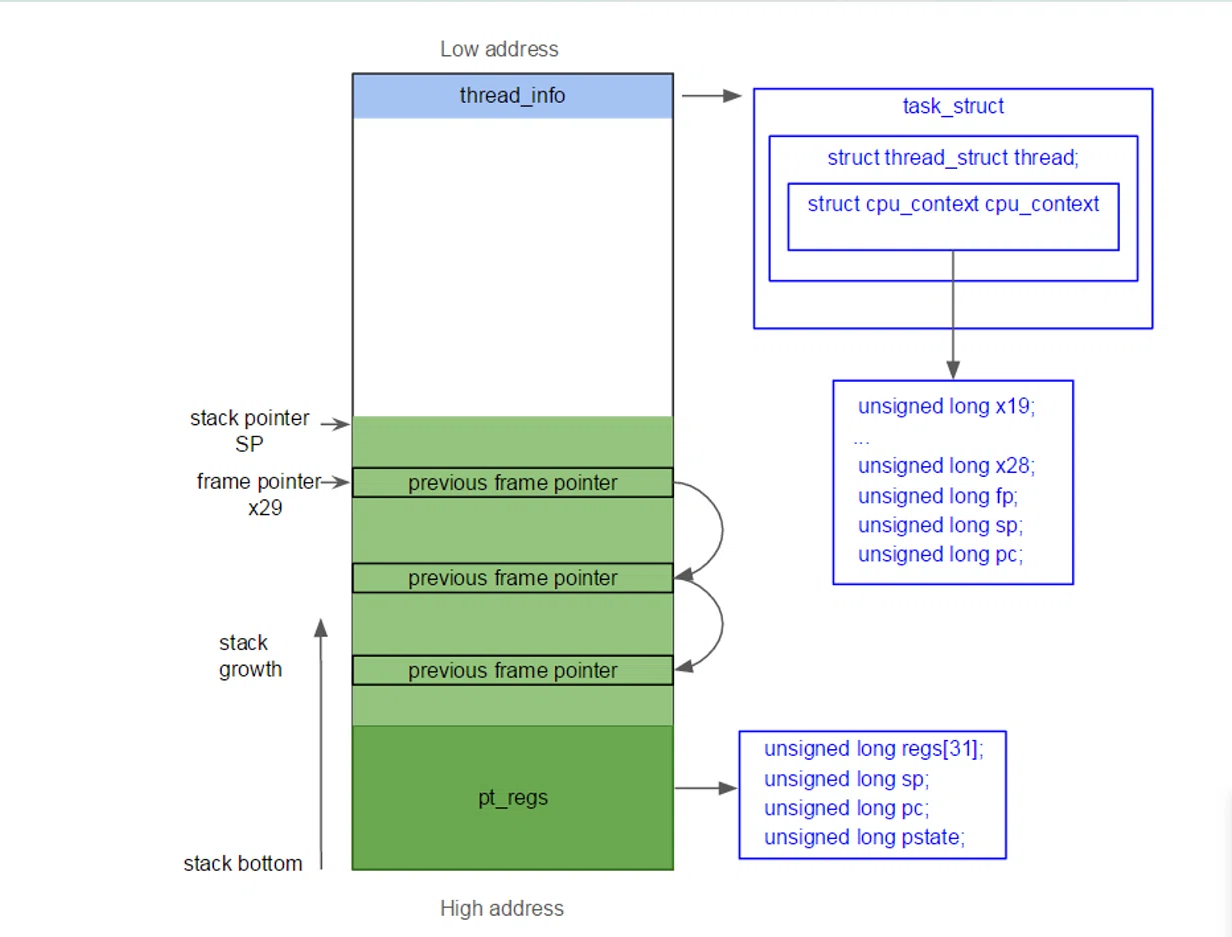 Low address
thread_info
task_struct
struct thread_struct thread;
struct cpu_context cpu_context
unsigned long x19;
...
unsigned long x28;
unsigned long fp;
unsigned long sp;
unsigned long pc;
stack pointer
SP
frame pointer
x29
previous frame pointer
previous frame pointer
previous frame pointer
stack
growth
pt_regs
unsigned long regs[31];
unsigned long sp;
unsigned long pc;
unsigned long pstate;
stack bottom
High address